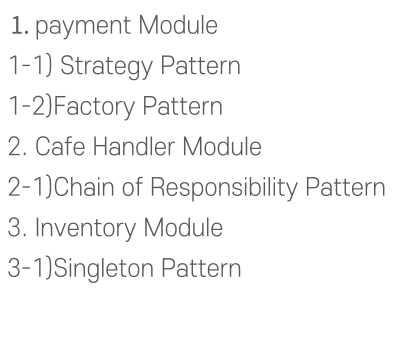 1. payment Module
1-1) Strategy Pattern
1-2)Factory Pattern
2. Cafe Handler Module
2-1)Chain of Responsibility Pattern
3. Inventory Module
3-1)Singleton Pattern